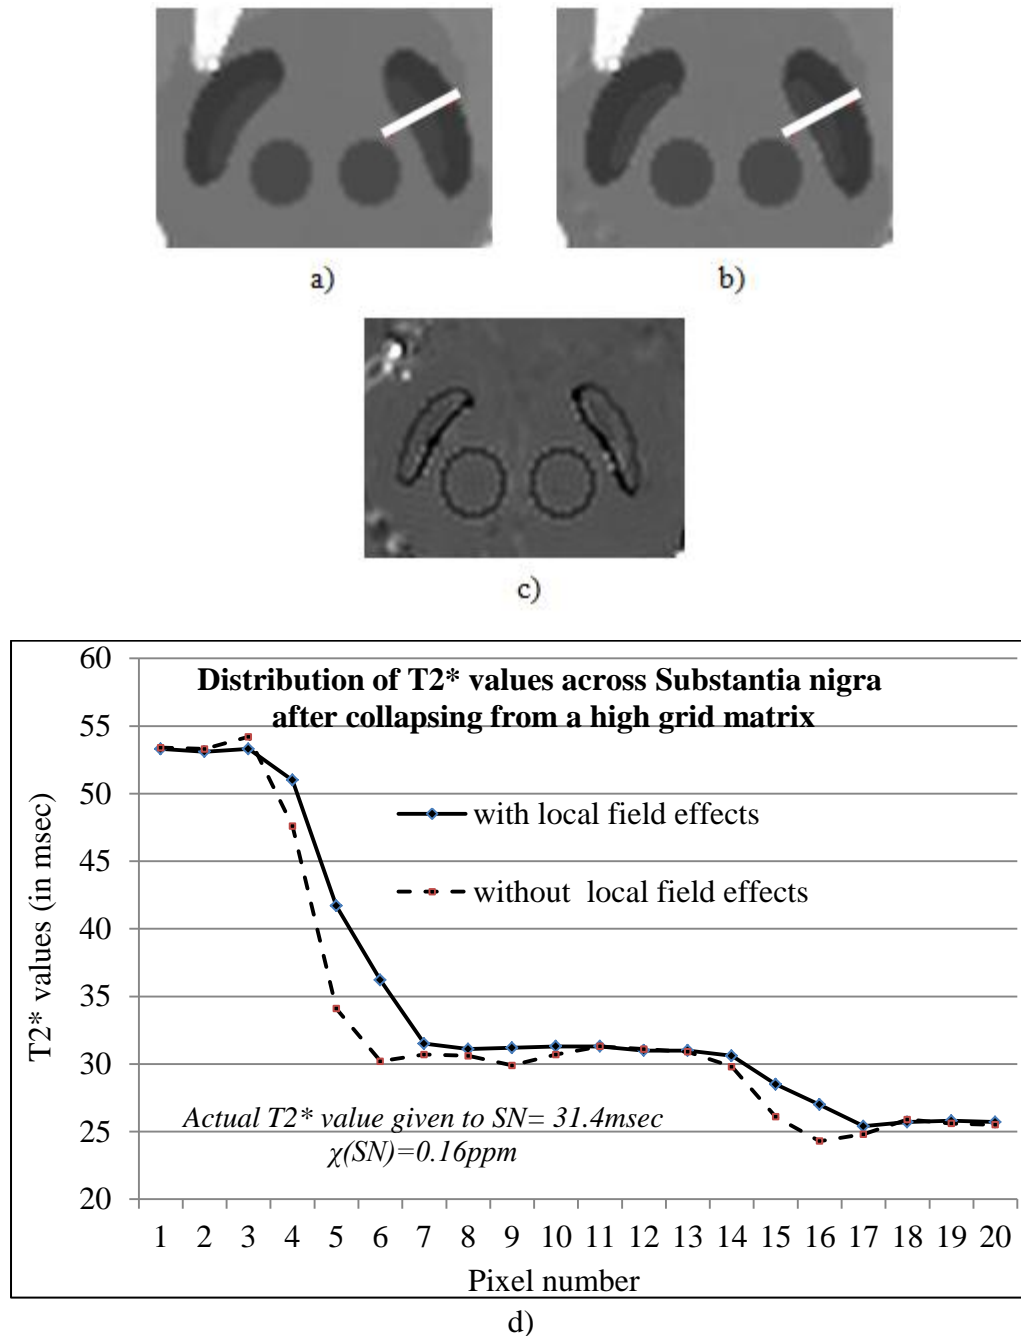 a)
b)
c)
Distribution of T2* values across Substantia nigra
after collapsing from a high grid matrix
60
55
50
45
40
35
30
25
20
T2* values (in msec)
with local field effects
without local field effects
Actual T2* value given to SN= 31.4msec
χ(SN)=0.16ppm
1 2 3 4 5 6 7 8 9 10 11 12 13 14 15 16 17 18 19 20
Pixel number
d)